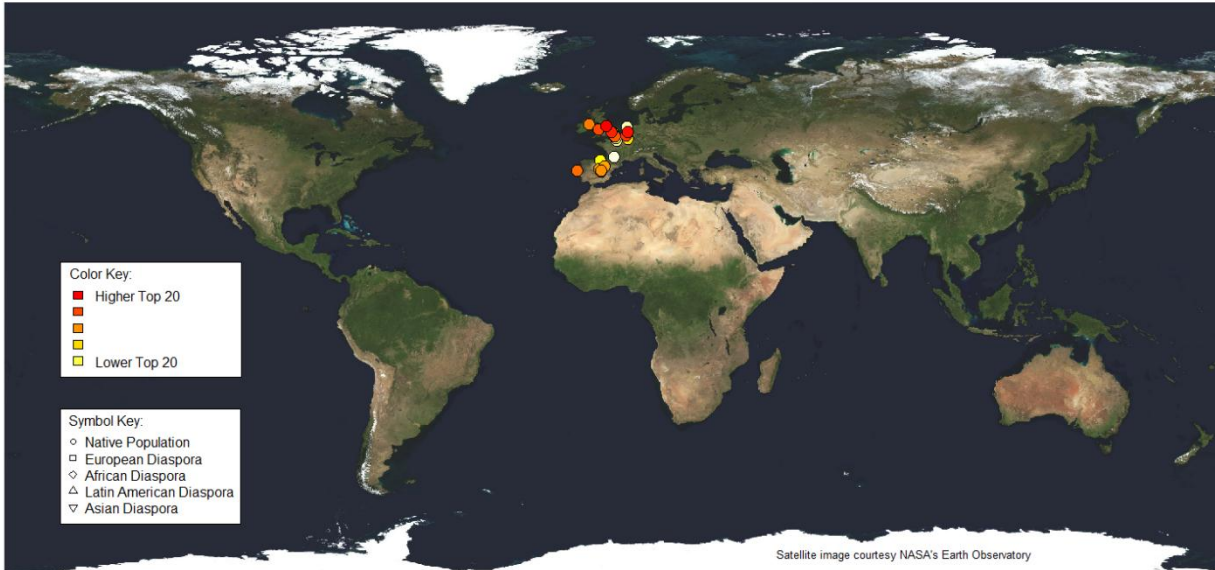 Color Key:
Higher Top 20
Lower Top 20
Symbol Key:
Native Population
European Diaspora
African Diaspora
Latin American Diaspora
Asian Diaspora
Satellite image courtesy NASA's Earth Observatory